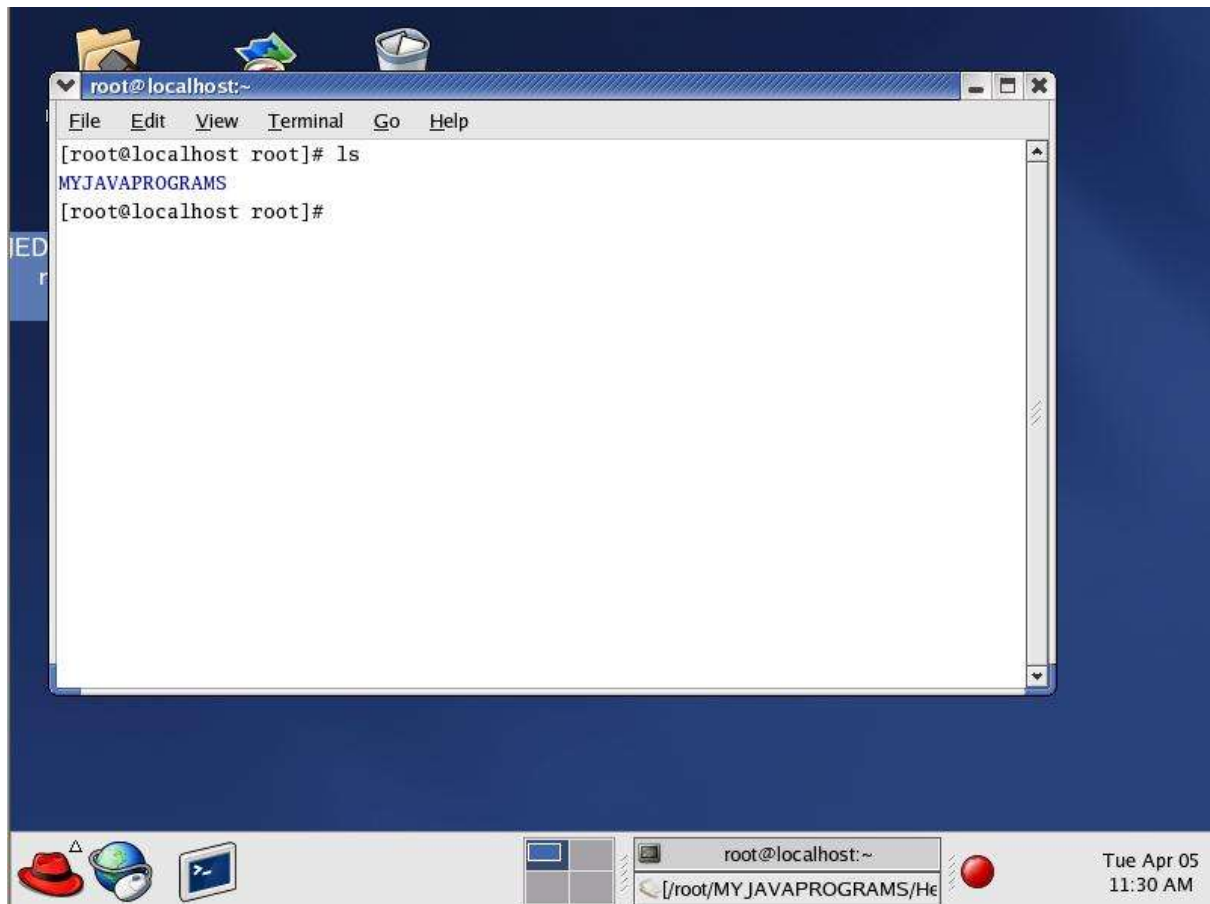 root@localhost:~
File Edit View Terminal Go Help
[root@localhost root]# ls
MYJAVAPROGRAMS
[root@localhost root]#
JED
r
root@localhost:~
[/root/MYJAVAPROGRAMS/He
Tue Apr 05
11:30 AM